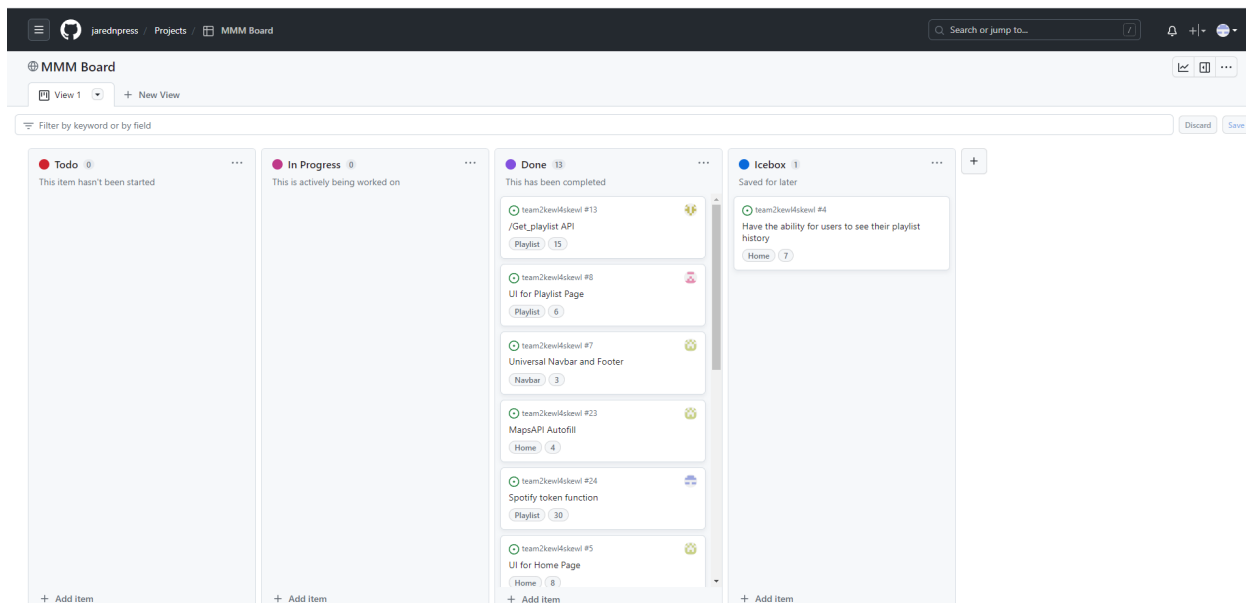 jarednpress / Projects / MMM Board
Search or jump to...
/
MMM Board
View 1
+ New View
Filter by keyword or by field
Discard
Save
Todo 0
This item hasn't been started
+ Add item
In Progress 0
This is actively being worked on
+ Add item
Done 13
This has been completed
team2kewl4skewl #13
/Get_playlist API
Playlist 15
team2kewl4skewl #8
UI for Playlist Page
Playlist 6
team2kewl4skewl #7
Universal Navbar and Footer
Navbar 3
team2kewl4skewl #23
MapsAPI Autofill
Home 4
team2kewl4skewl #24
Spotify token function
Playlist 30
team2kewl4skewl #5
UI for Home Page
Home 8
+ Add item
Icebox 1
Saved for later
team2kewl4skewl #4
Have the ability for users to see their playlist
history
Home 7
+ Add item